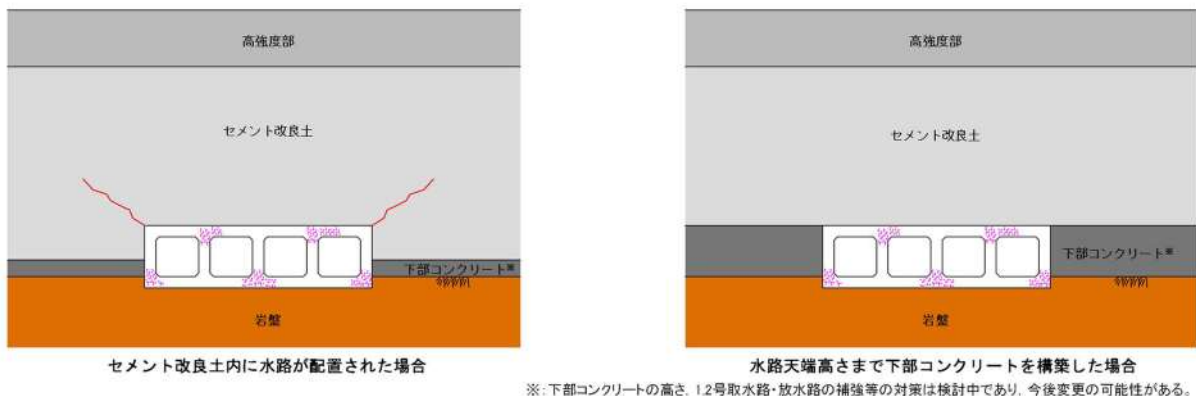 高強度部
セメント改良土
下部コンクリート※
岩盤
セメント改良土内に水路が配置された場合
高強度部
セメント改良土
下部コンクリート※
岩盤
水路天端高さまで下部コンクリートを構築した場合
※:下部コンクリートの高さ，1,2号取水路・放水路の補強等の対策は検討中であり，今後変更の可能性がある。